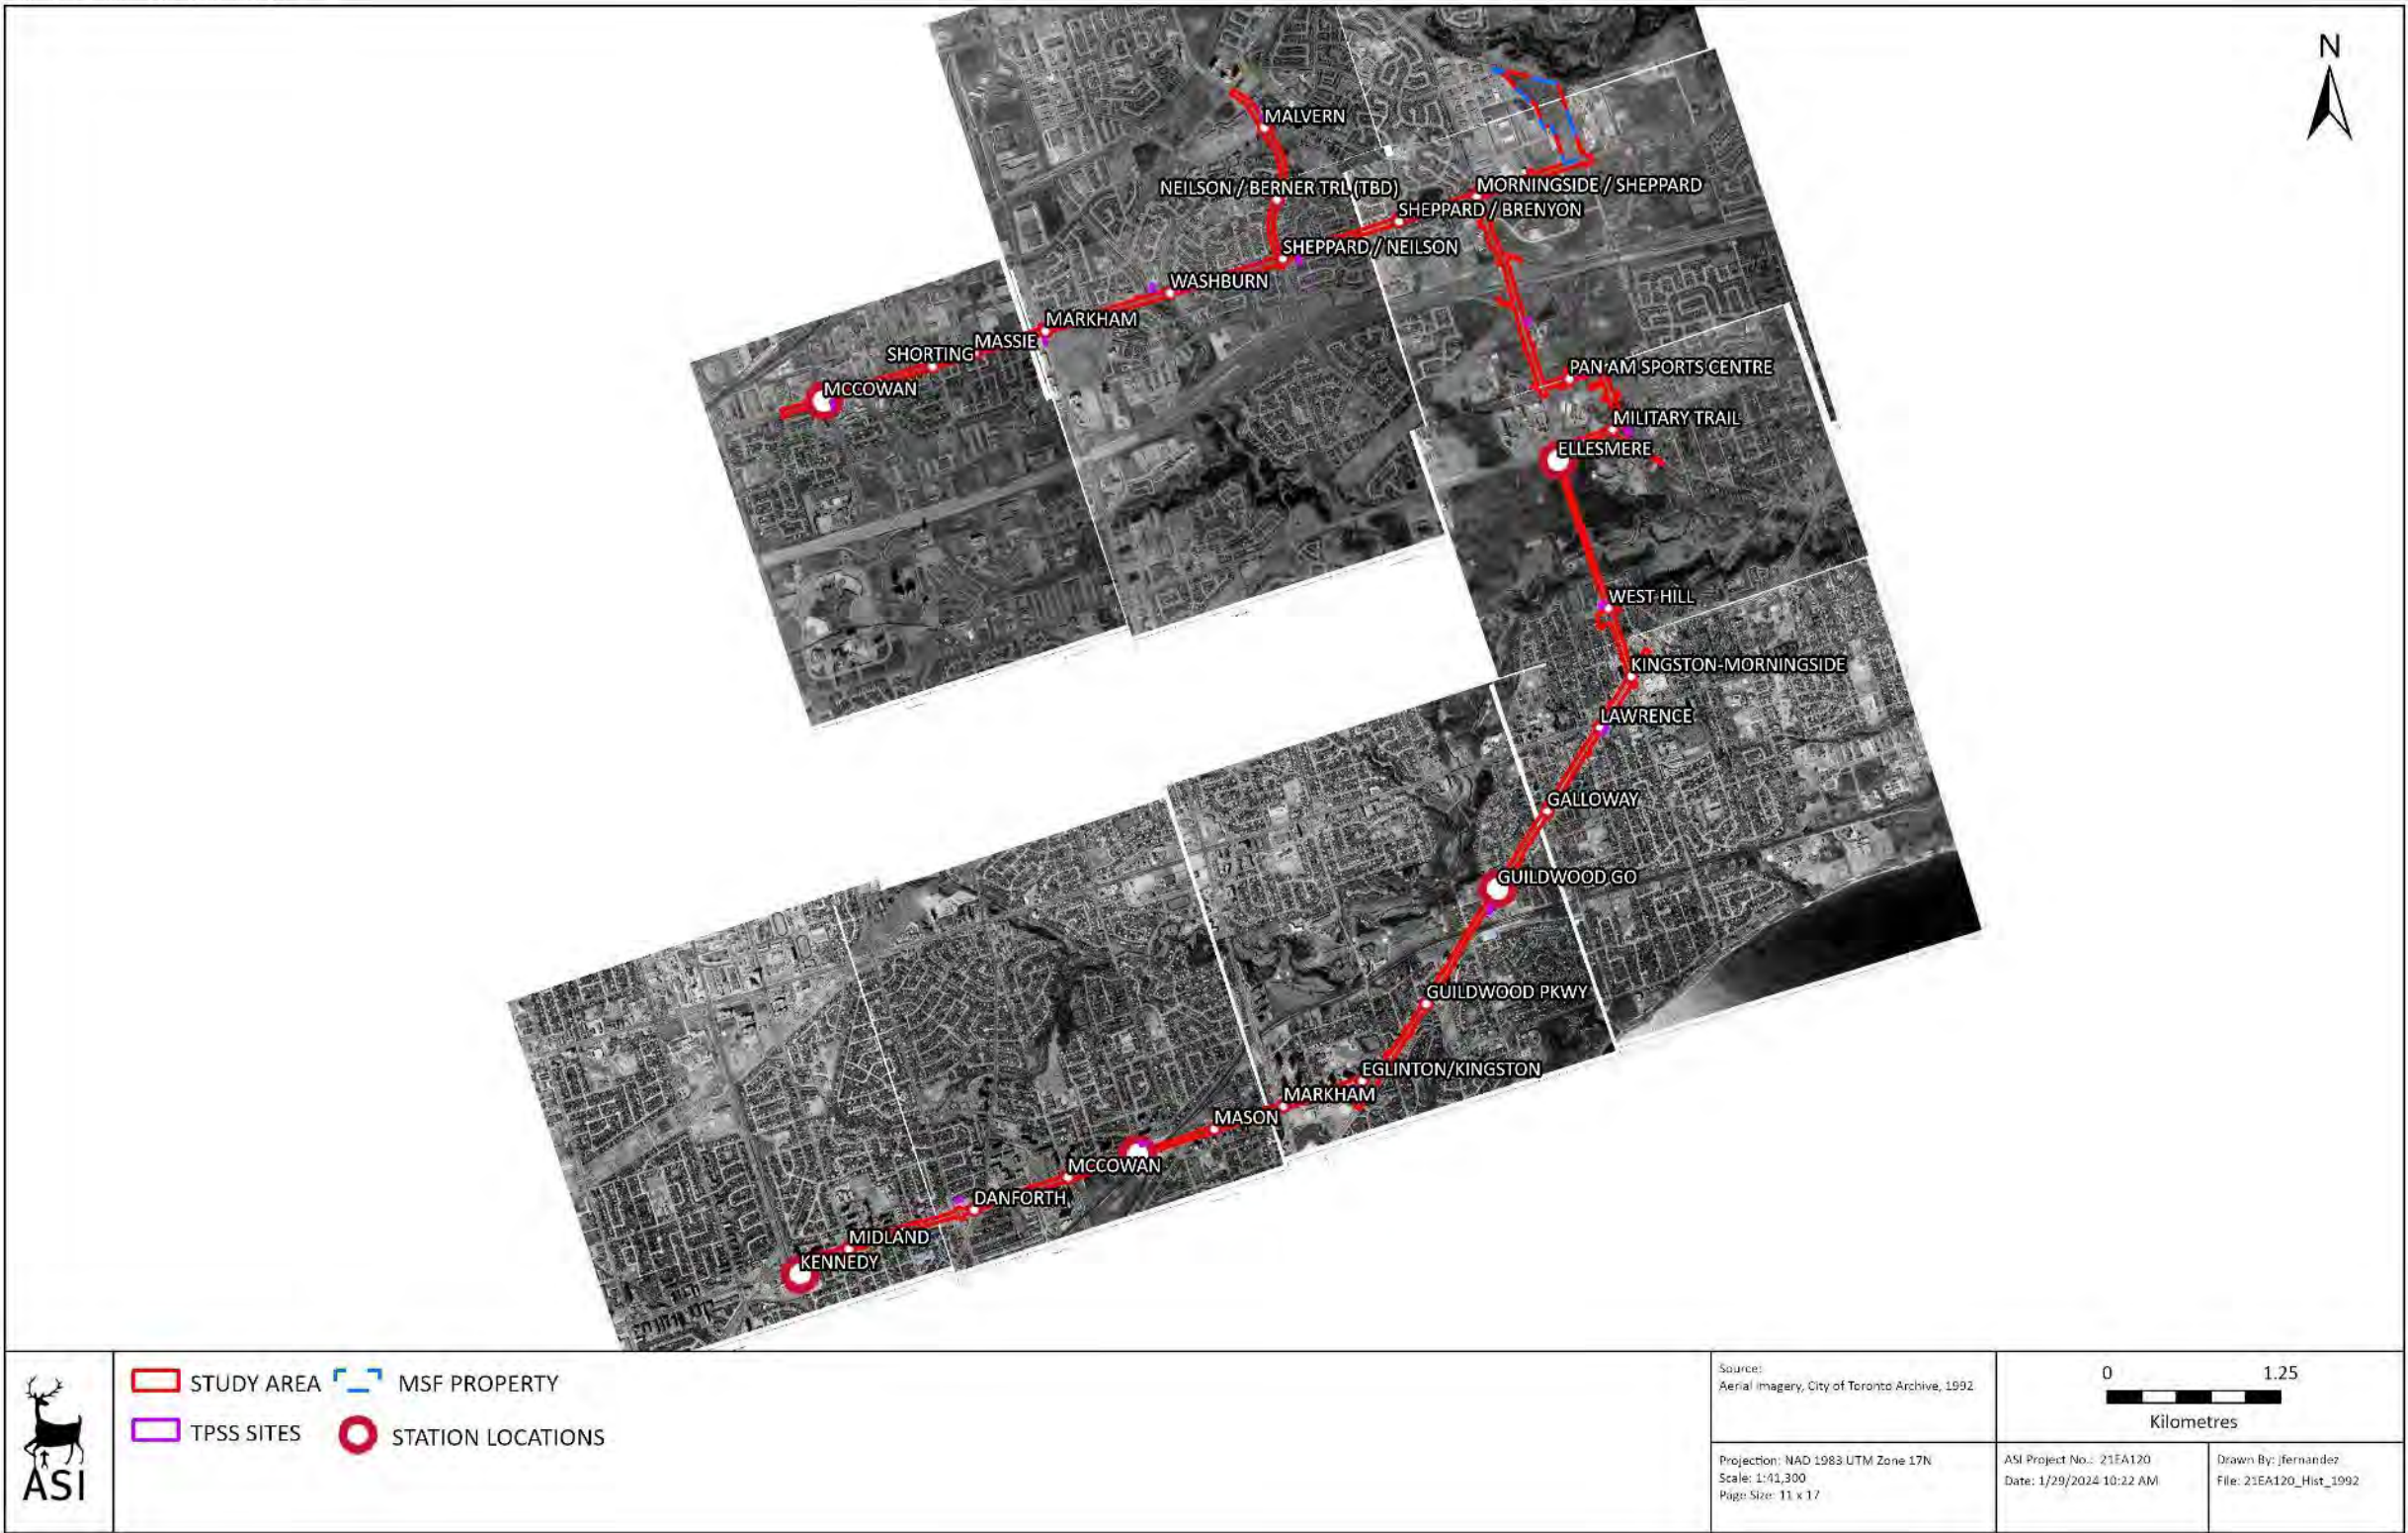 N
MALVERN
NEILSON / BERNER TRL (TBD)
MORNINGSIDE / SHEPPARD
SHEPPARD / BRENYON
SHEPPARD / NEILSON
WASHBURN
MARKHAM
MASSIE
SHORTING
MCCOWAN
PAN AM SPORTS CENTRE
MILITARY TRAIL
ELLESMERE
WEST HILL
KINGSTON-MORNINGSIDE
LAWRENCE
GALLOWAY
GUILDWOOD GO
GUILDWOOD PKWY
EGLINTON/KINGSTON
MARKHAM
MASON
MCCOWAN
DANFORTH
MIDLAND
KENNEDY
ASI
STUDY AREA
MSF PROPERTY
TPSS SITES
STATION LOCATIONS
Source:
Aerial Imagery, City of Toronto Archive, 1992
0 1.25
Kilometres
Projection: NAD 1983 UTM Zone 17N
Scale: 1:41,300
Page Size: 11 x 17
ASI Project No.: 21EA120
Date: 1/29/2024 10:22 AM
Drawn By: jfernandez
File: 21EA120_Hist_1992